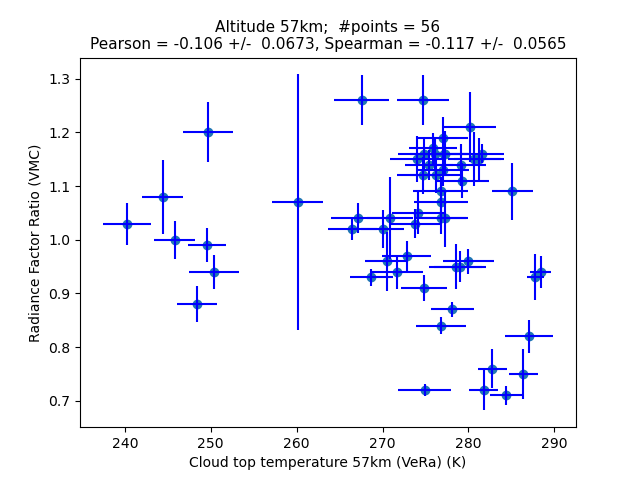 Altitude 57km;  #points = 56
Pearson = -0.106 +/-  0.0673, Spearman = -0.117 +/-  0.0565
1.3
1.2
1.1
1.0
0.9
0.8
0.7
Radiance Factor Ratio (VMC)
240 250 260 270 280 290
Cloud top temperature 57km (VeRa) (K)